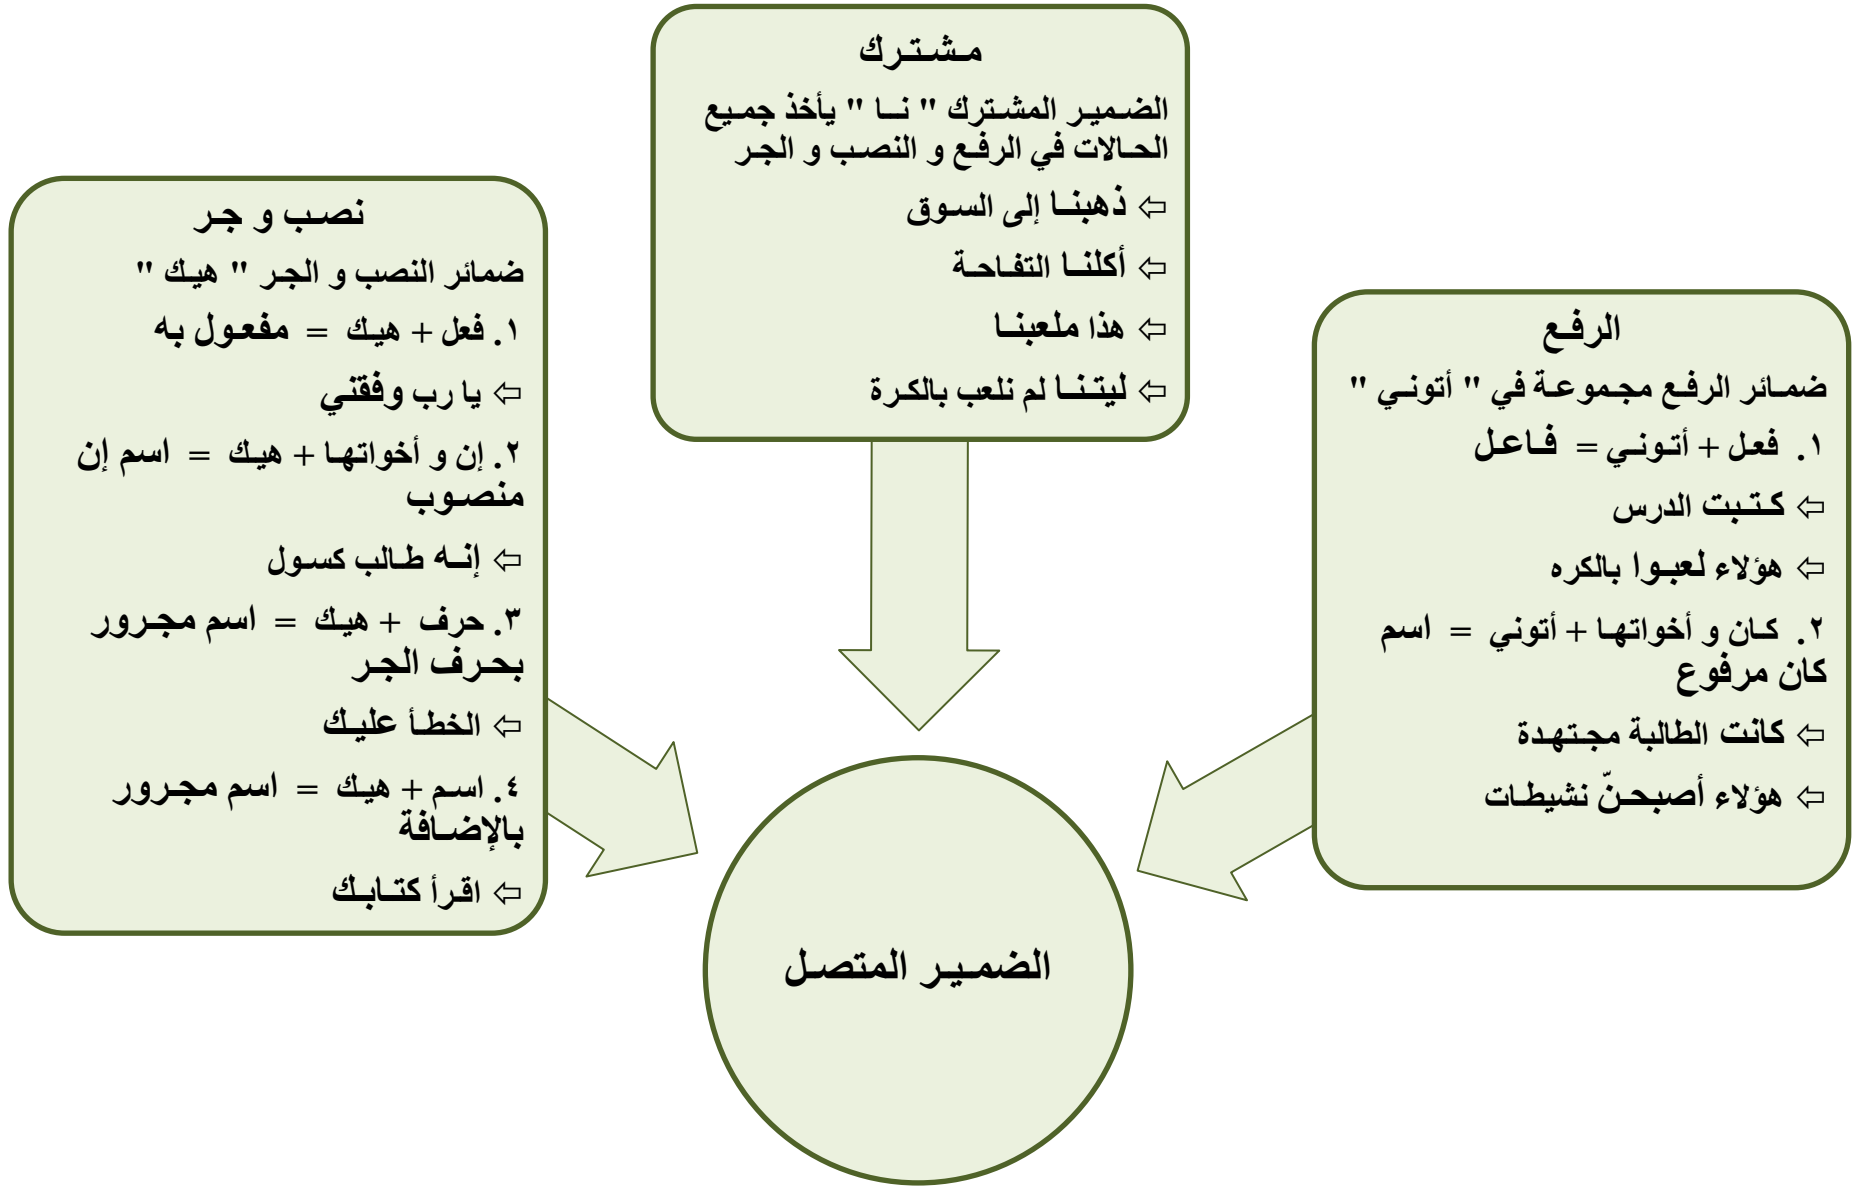 مشترك
الضمير المشترك " نا " يأخذ جميع
الحالات في الرفع و النصب و الجر
⇦ ذهبنا إلى السوق
⇦ أكلنا التفاحة
⇦ هذا ملعبنا
⇦ ليتنا لم نلعب بالكرة
الرفع
ضمائر الرفع مجموعة في " أتوني "
١. فعل + أتوني = فاعل
⇦ كتبت الدرس
⇦ هؤلاء لعبوا بالكره
٢. كان و أخواتها + أتوني = اسم
كان مرفوع
⇦ كانت الطالبة مجتهدة
⇦ هؤلاء أصبحنّ نشيطات
نصب و جر
ضمائر النصب و الجر " هيك "
١. فعل + هيك = مفعول به
⇦ يا رب وفقني
٢. إن و أخواتها + هيك = اسم إن
منصوب
⇦ إنه طالب كسول
٣. حرف + هيك = اسم مجرور
بحرف الجر
⇦ الخطأ عليك
٤. اسم + هيك = اسم مجرور
بالإضافة
⇦ اقرأ كتابك
الضمير المتصل